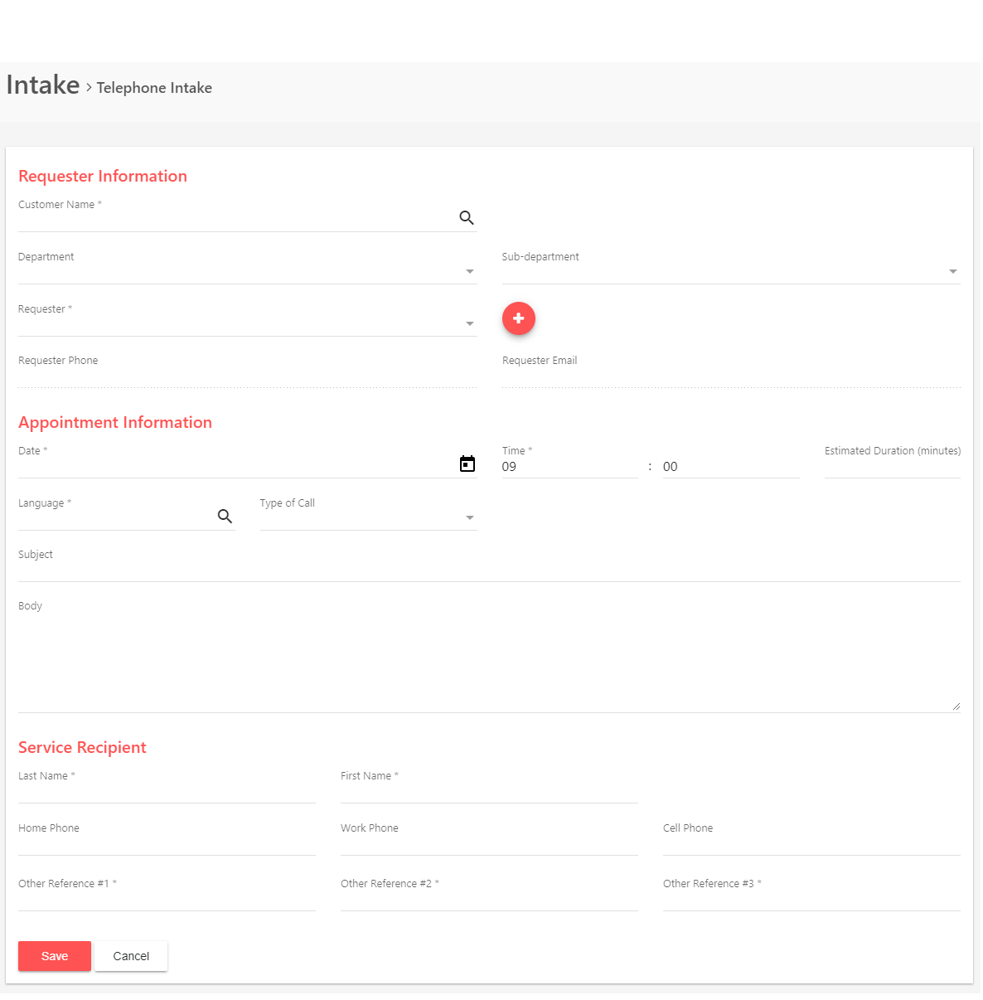 Intake > Telephone Intake
Requester Information
Customer Name *
Department Sub-department
Requester *
Requester Phone Requester Email
Appointment Information
Date * Time * Estimated Duration (minutes)
09 : 00
Language * Type of Call
Subject
Body
Service Recipient
Last Name * First Name *
Home Phone Work Phone Cell Phone
Other Reference #1 * Other Reference #2 * Other Reference #3 *
Save Cancel